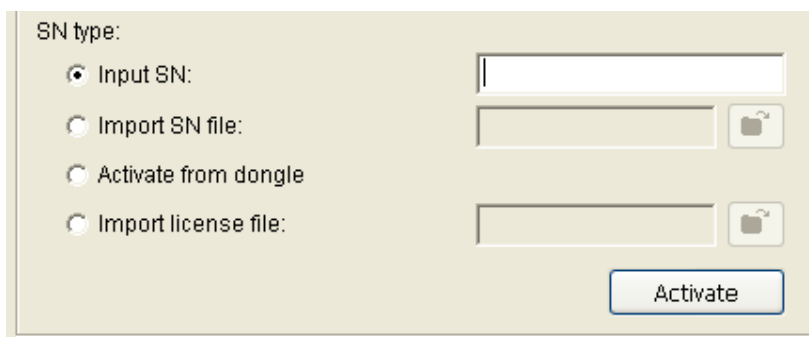 SN type:
Input SN:
Import SN file:
Activate from dongle
Import license file:
Activate